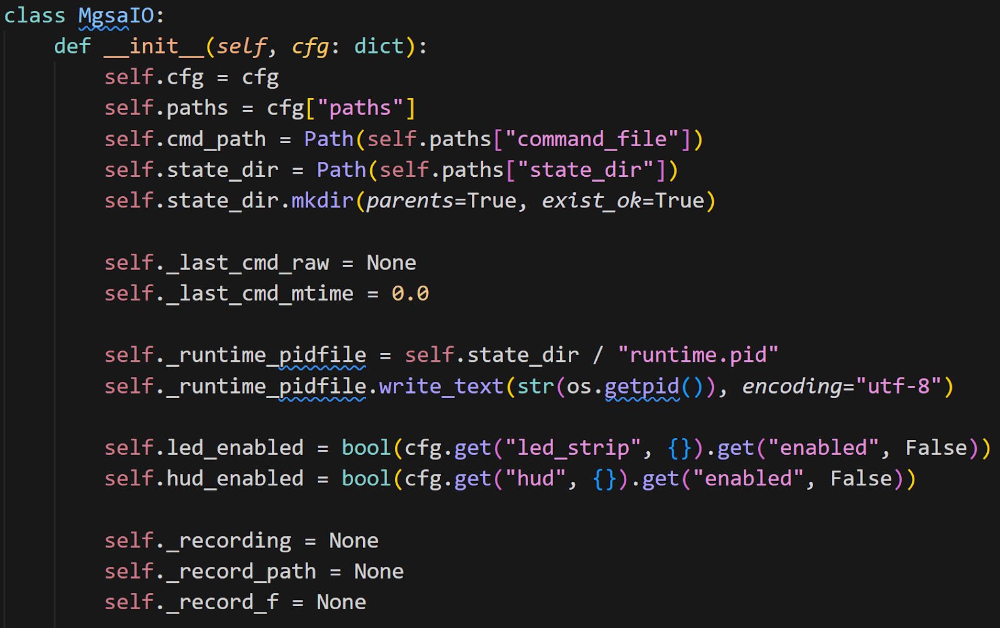 class MgsaIO:
    def __init__(self, cfg: dict):
        self.cfg = cfg
        self.paths = cfg["paths"]
        self.cmd_path = Path(self.paths["command_file"])
        self.state_dir = Path(self.paths["state_dir"])
        self.state_dir.mkdir(parents=True, exist_ok=True)

        self._last_cmd_raw = None
        self._last_cmd_mtime = 0.0

        self._runtime_pidfile = self.state_dir / "runtime.pid"
        self._runtime_pidfile.write_text(str(os.getpid()), encoding="utf-8")

        self.led_enabled = bool(cfg.get("led_strip", {}).get("enabled", False))
        self.hud_enabled = bool(cfg.get("hud", {}).get("enabled", False))

        self._recording = None
        self._record_path = None
        self._record_f = None